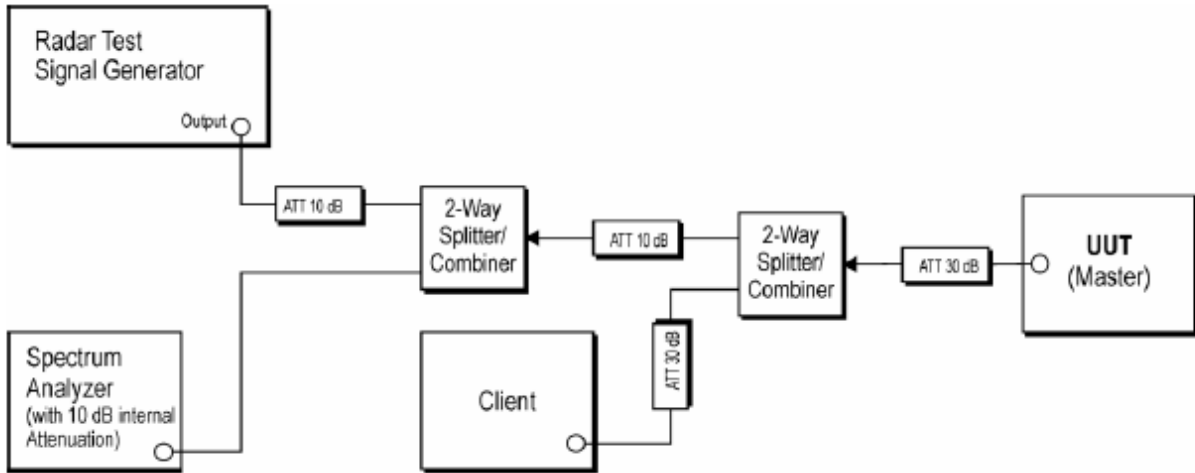 Radar Test
Signal Generator
Output
ATT 10 dB
2-Way
Splitter/
Combiner
ATT 10 dB
2-Way
Splitter/
Combiner
ATT 30 dB
UUT
(Master)
Spectrum
Analyzer
(with 10 dB internal
Attenuation)
Client
ATT 30 dB